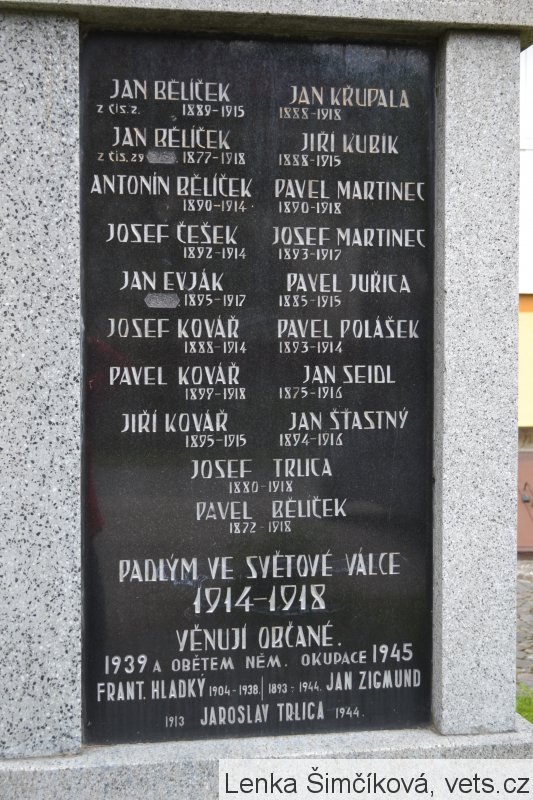 JAN BĚLÍČEK
z čís. 2. 1889-1915
JAN BĚLÍČEK
z čís. 29 1877-1918
ANTONÍN BĚLÍČEK
1890-1914
JOSEF ČEŠEK
1892-1914
JAN EVJÁK
1895-1917
JOSEF KOVÁŘ
1888-1914
PAVEL KOVÁŘ
1899-1918
JIŘÍ KOVÁŘ
1895-1915
JAN KŘUPALA
1888-1918
JIŘÍ KUBÍK
1888-1915
PAVEL MARTINEC
1890-1918
JOSEF MARTINEC
1893-1917
PAVEL JUŘICA
1885-1915
PAVEL POLÁŠEK
1893-1914
JAN SEIDL
1875-1916
JAN ŠŤASTNÝ
1894-1916
JOSEF TRLICA
1880-1918
PAVEL BĚLÍČEK
1872-1918
PADLÝM VE SVĚTOVÉ VÁLCE
1914-1918
VĚNUJÍ OBČANÉ.
1939 A OBĚTEM NĚM. OKUPACE 1945
FRANT. HLADKÝ 1904-1938. / 1893-1944. JAN ZIGMUND
1913 JAROSLAV TRLICA 1944.
Lenka Šimčíková, vets.cz